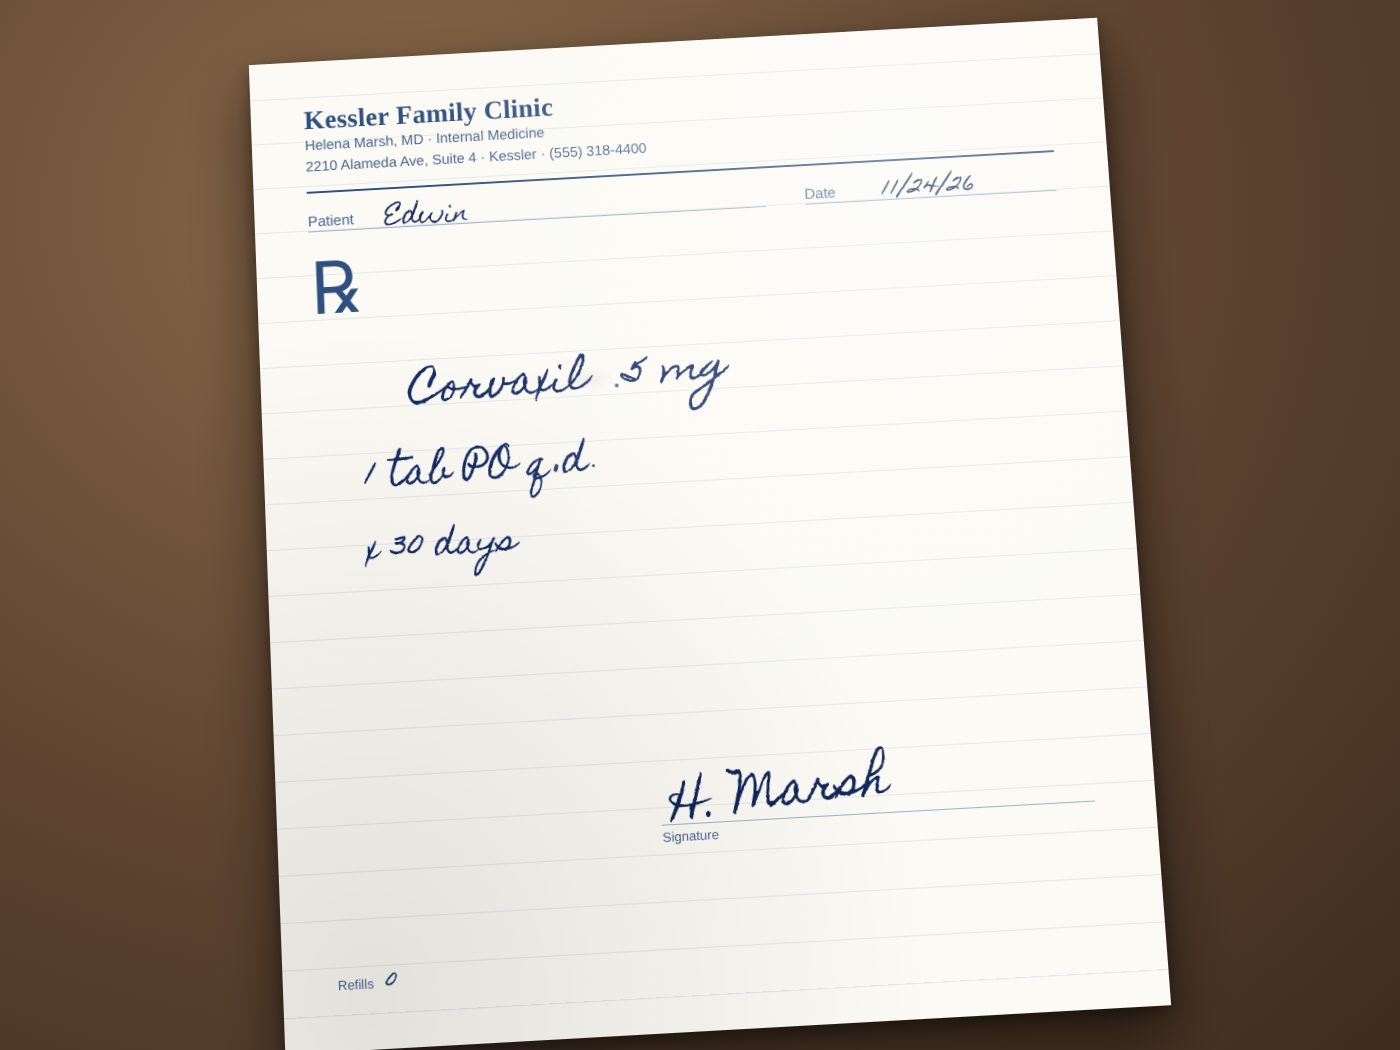 Kessler Family Clinic
Helena Marsh, MD · Internal Medicine
2210 Alameda Ave, Suite 4 · Kessler · (555) 318-4400
Patient Edwin Date 11/24/26
℞
Corvaxil .5 mg
1 tab PO q.d.
x 30 days
H. Marsh
Signature
Refills 0